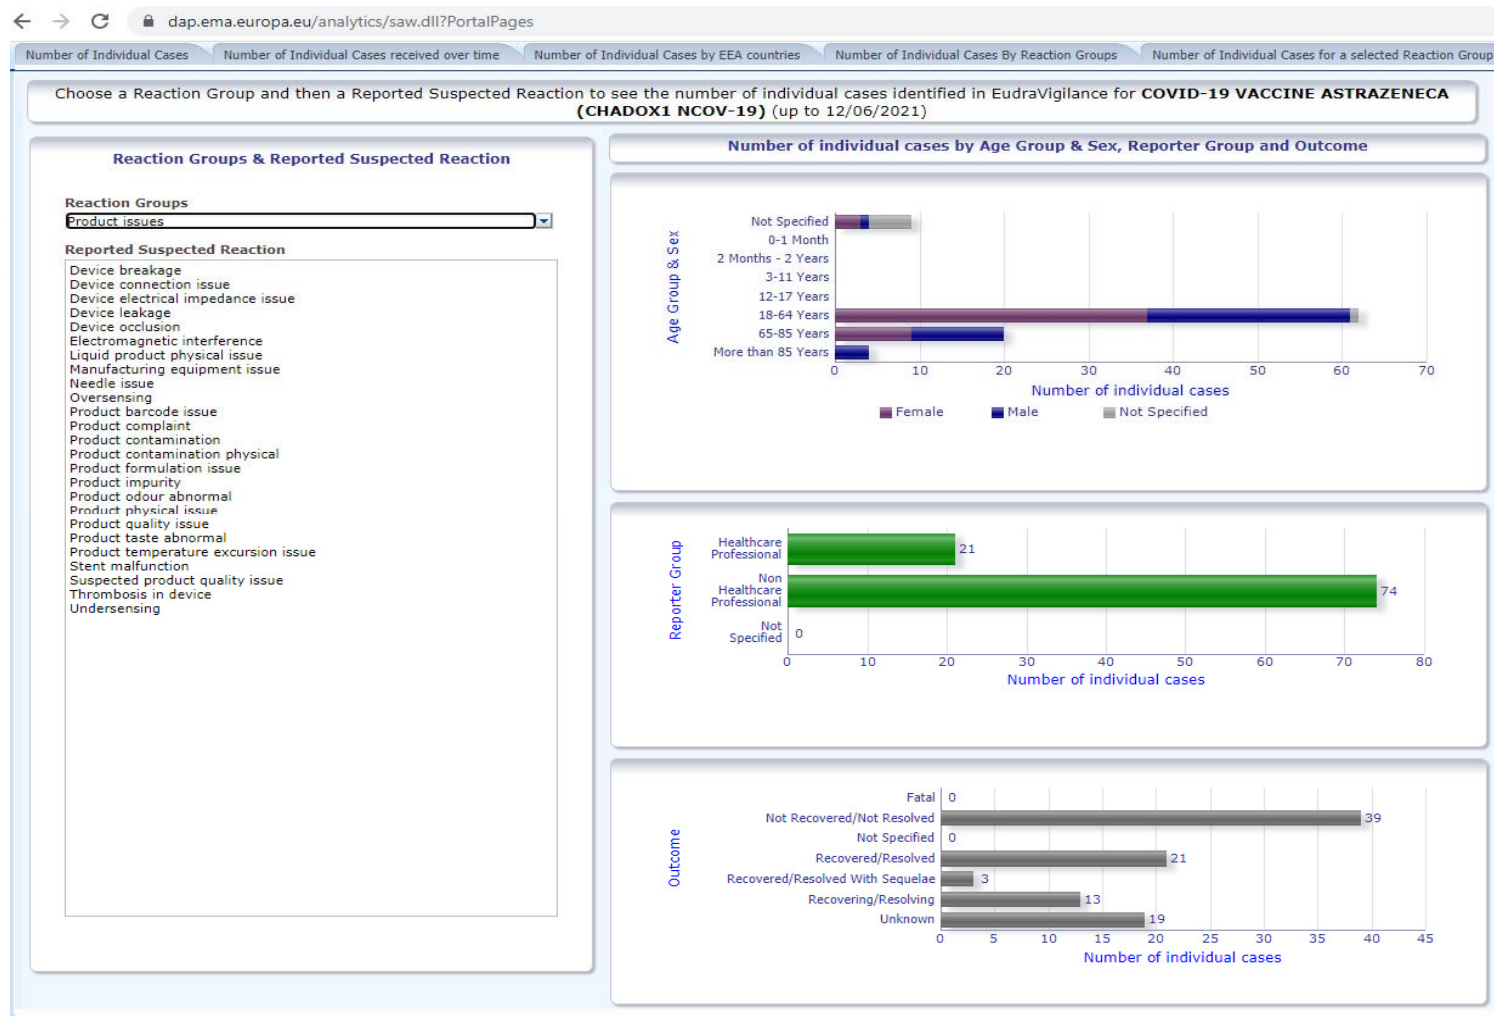 dap.ema.europa.eu/analytics/saw.dll?PortalPages
Number of Individual Cases
Number of Individual Cases received over time
Number of Individual Cases by EEA countries
Number of Individual Cases By Reaction Groups
Number of Individual Cases for a selected Reaction Group
Choose a Reaction Group and then a Reported Suspected Reaction to see the number of individual cases identified in EudraVigilance for COVID-19 VACCINE ASTRAZENECA
(CHADOX1 NCOV-19) (up to 12/06/2021)
Reaction Groups & Reported Suspected Reaction
Reaction Groups
Product issues
Reported Suspected Reaction
Device breakage
Device connection issue
Device electrical impedance issue
Device leakage
Device occlusion
Electromagnetic interference
Liquid product physical issue
Manufacturing equipment issue
Needle issue
Oversensing
Product barcode issue
Product complaint
Product contamination
Product contamination physical
Product formulation issue
Product impurity
Product odour abnormal
Product physical issue
Product quality issue
Product taste abnormal
Product temperature excursion issue
Stent malfunction
Suspected product quality issue
Thrombosis in device
Undersensing
Number of individual cases by Age Group & Sex, Reporter Group and Outcome
Age Group & Sex
Not Specified
0-1 Month
2 Months - 2 Years
3-11 Years
12-17 Years
18-64 Years
65-85 Years
More than 85 Years
0 10 20 30 40 50 60 70
Number of individual cases
Female Male Not Specified
Reporter Group
Healthcare
Professional
21
Non
Healthcare
Professional
74
Not
Specified
0
0 10 20 30 40 50 60 70 80
Number of individual cases
Outcome
Fatal 0
Not Recovered/Not Resolved 39
Not Specified 0
Recovered/Resolved 21
Recovered/Resolved With Sequelae 3
Recovering/Resolving 13
Unknown 19
0 5 10 15 20 25 30 35 40 45
Number of individual cases